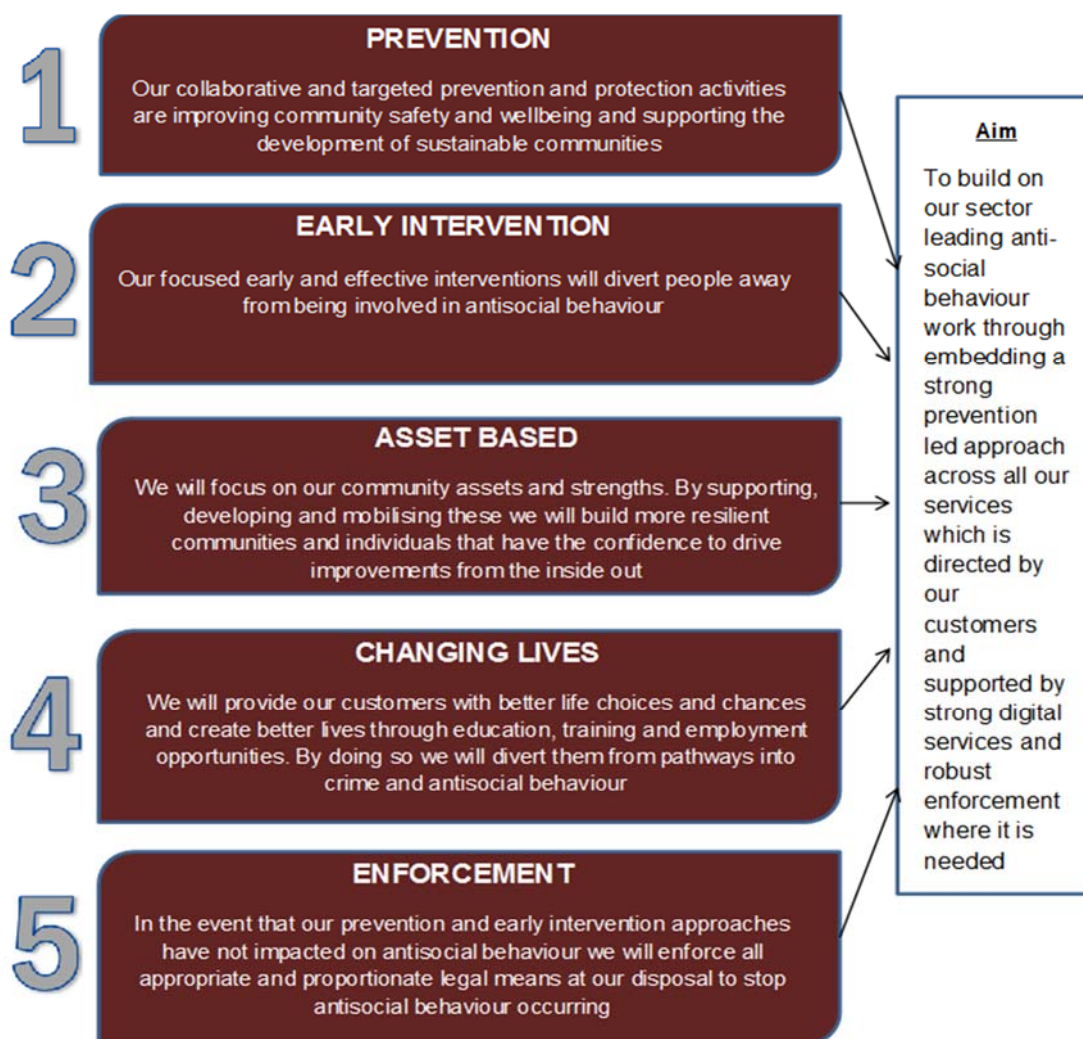 1
PREVENTION
Our collaborative and targeted prevention and protection activities
are improving community safety and wellbeing and supporting the
development of sustainable communities
2
EARLY INTERVENTION
Our focused early and effective interventions will divert people away
from being involved in antisocial behaviour
3
ASSET BASED
We will focus on our community assets and strengths. By supporting,
developing and mobilising these we will build more resilient
communities and individuals that have the confidence to drive
improvements from the inside out
4
CHANGING LIVES
We will provide our customers with better life choices and chances
and create better lives through education, training and employment
opportunities. By doing so we will divert them from pathways into
crime and antisocial behaviour
5
ENFORCEMENT
In the event that our prevention and early intervention approaches
have not impacted on antisocial behaviour we will enforce all
appropriate and proportionate legal means at our disposal to stop
antisocial behaviour occurring
Aim
To build on
our sector
leading anti-
social
behaviour
work through
embedding a
strong
prevention
led approach
across all our
services
which is
directed by
our
customers
and
supported by
strong digital
services and
robust
enforcement
where it is
needed